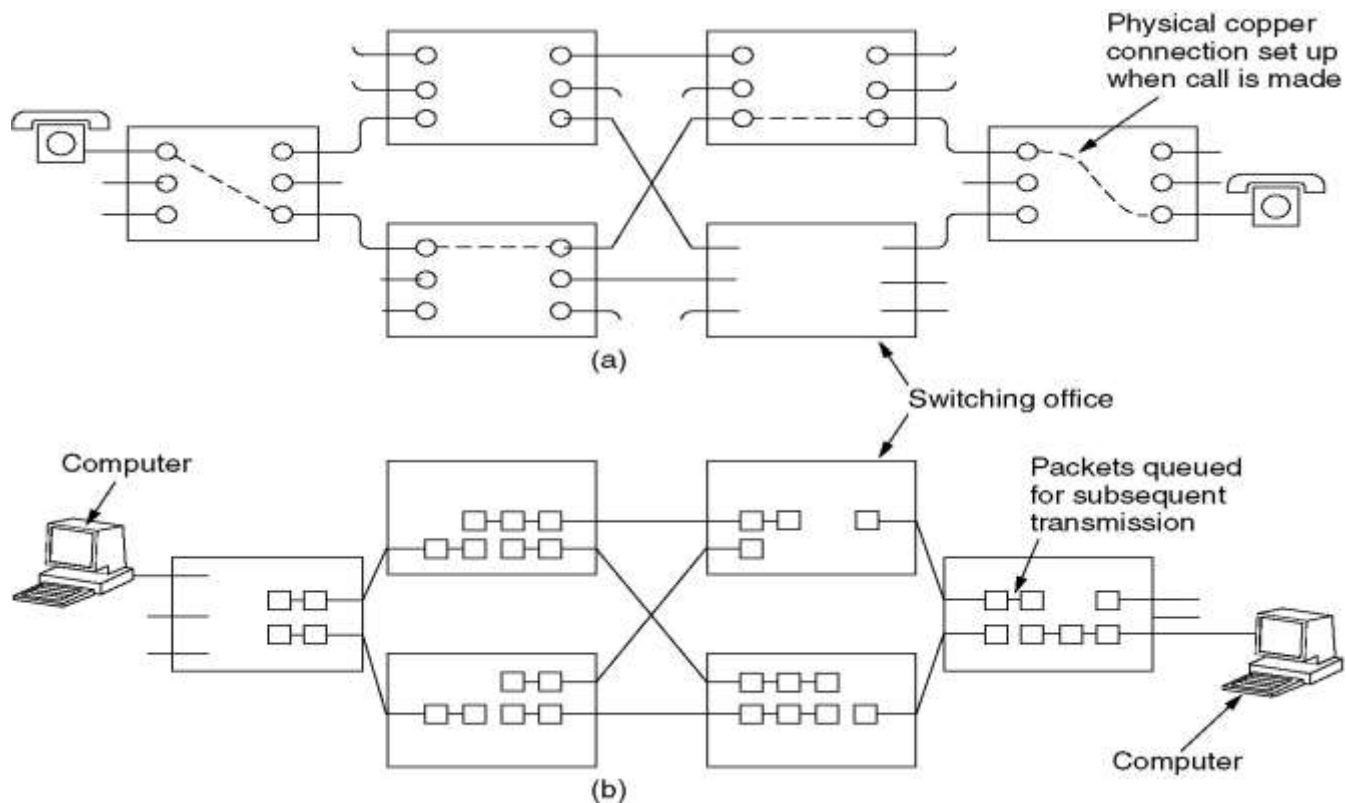 Physical copper
connection set up
when call is made
(a)
Switching office
Computer
Packets queued
for subsequent
transmission
Computer
(b)